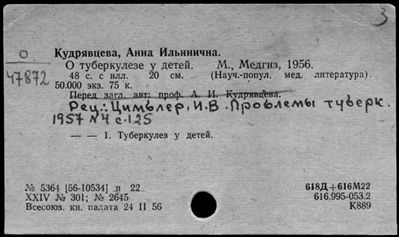 3
О
47872
Кудрявцева, Анна Ильинична.
О туберкулезе у детей. М., Медгиз, 1956.
48 с. с илл. 20 см. (Науч.-попул. мед. литература).
50.000 экз. 75 к.
Перед загл. авт: проф. А. И. Кудрявцева.
Рец.: Цимблер, И.В. Проблемы туберк.
1957 №4 с.125
— — 1. Туберкулез у детей.
№ 5364 [56-10534] п 22
XXIV № 301; № 2645
Всесоюз. кн. палата 24 II 56
618Д+616М22
616.995-053.2
К889